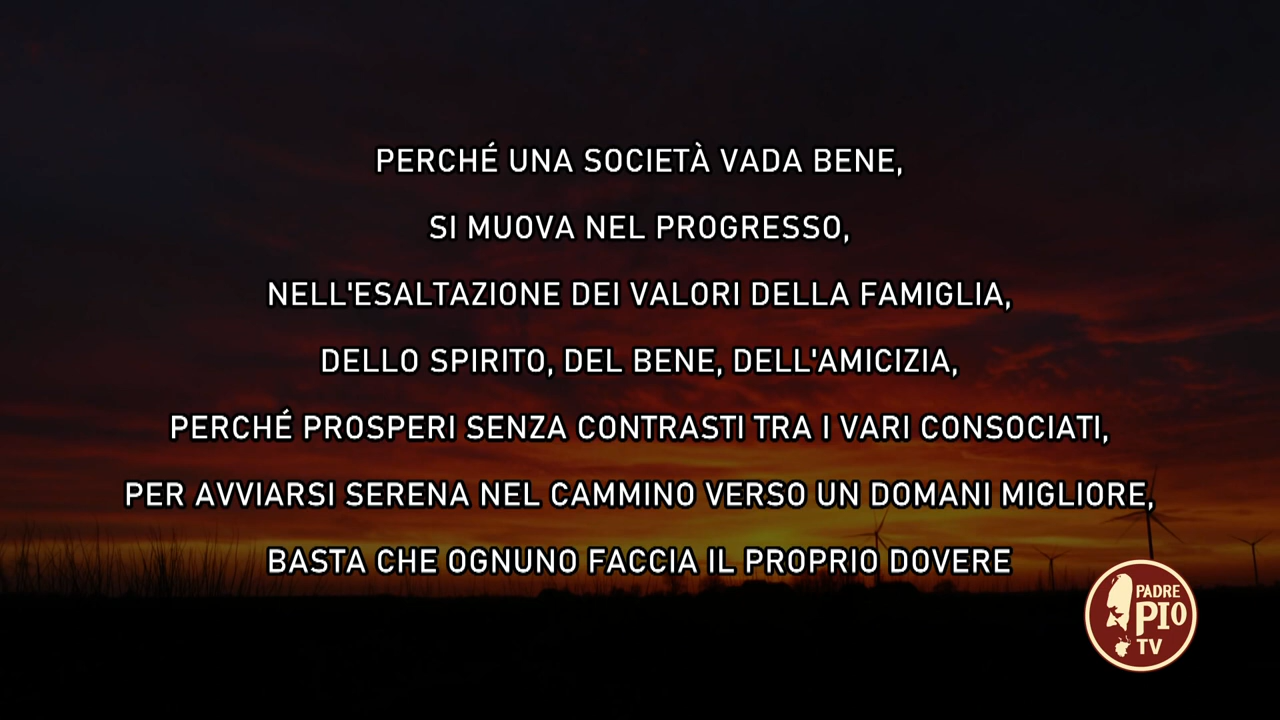 PERCHÉ UNA SOCIETÀ VADA BENE,
SI MUOVA NEL PROGRESSO,
NELL'ESALTAZIONE DEI VALORI DELLA FAMIGLIA,
DELLO SPIRITO, DEL BENE, DELL'AMICIZIA,
PERCHÉ PROSPERI SENZA CONTRASTI TRA I VARI CONSOCIATI,
PER AVVIARSI SERENA NEL CAMMINO VERSO UN DOMANI MIGLIORE,
BASTA CHE OGNUNO FACCIA IL PROPRIO DOVERE
PADRE
PIO
TV